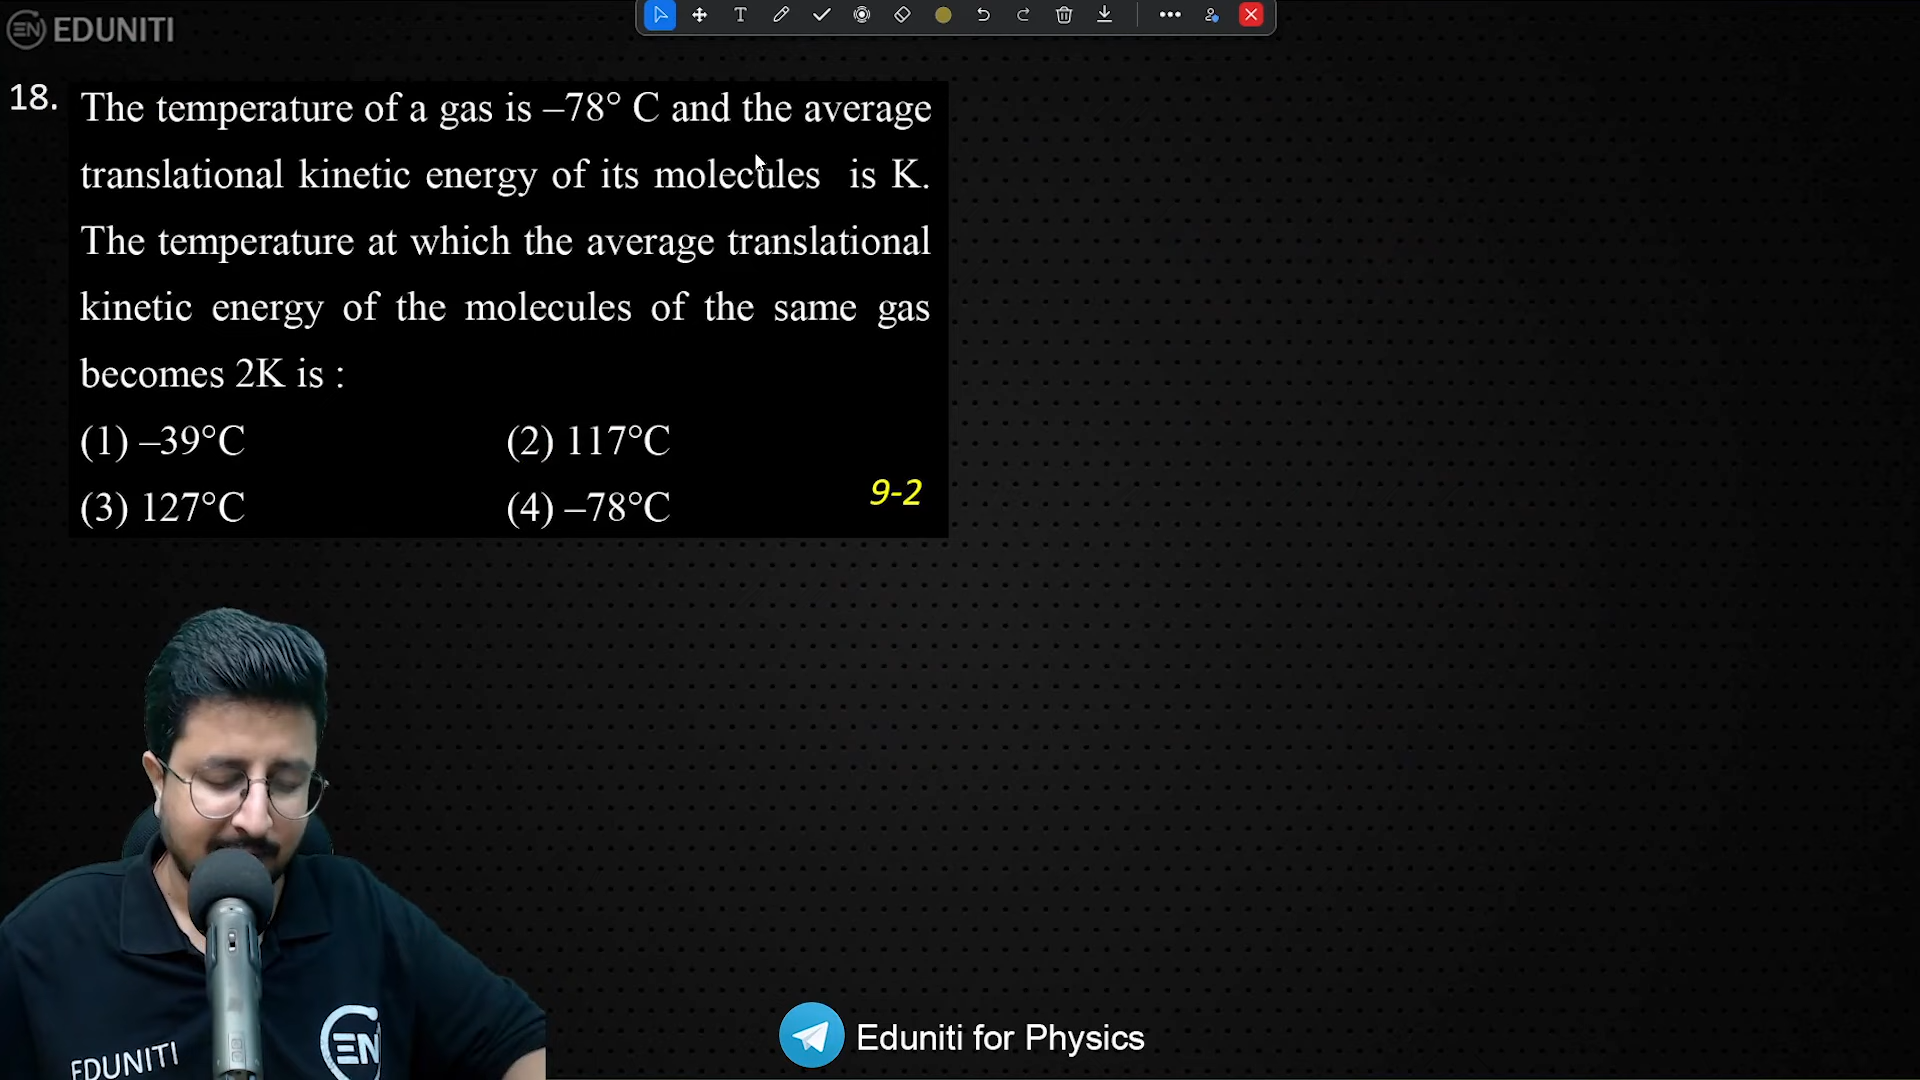 EN EDUNITI
18. The temperature of a gas is –78° C and the average
translational kinetic energy of its molecules is K.
The temperature at which the average translational
kinetic energy of the molecules of the same gas
becomes 2K is :
(1) –39°C (2) 117°C
(3) 127°C (4) –78°C
9-2
EDUNITI
EN
Eduniti for Physics